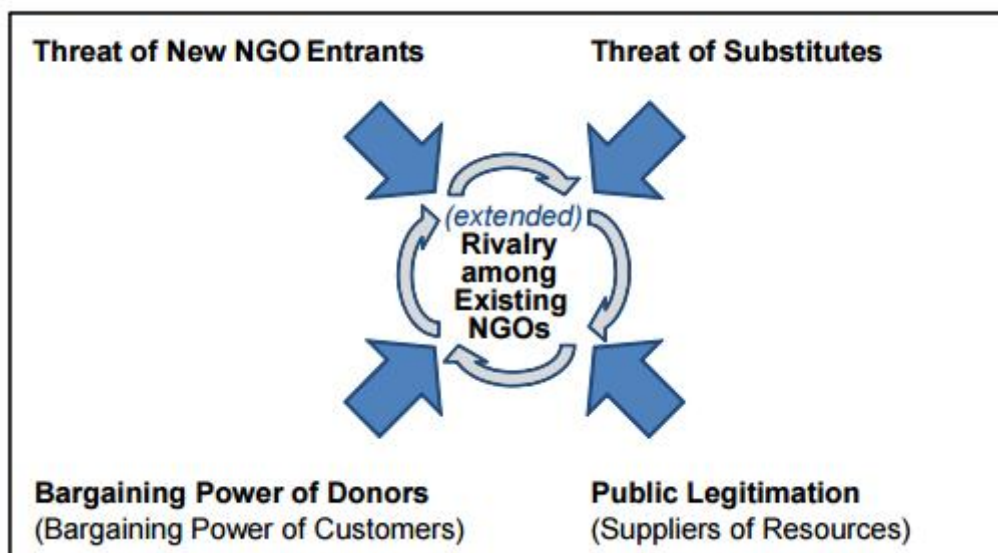 Threat of New NGO Entrants
Threat of Substitutes
(extended)
Rivalry
among
Existing
NGOs
Bargaining Power of Donors
(Bargaining Power of Customers)
Public Legitimation
(Suppliers of Resources)